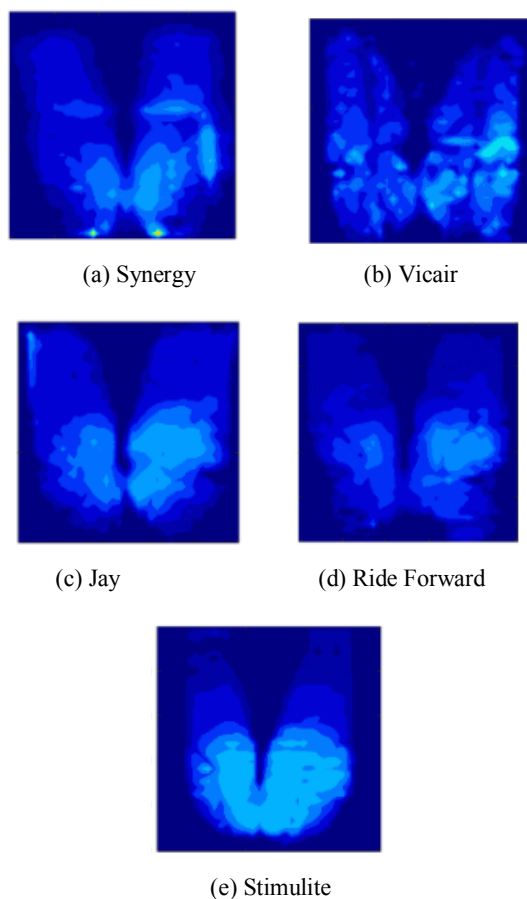 (a) Synergy
(b) Vicair
(c) Jay
(d) Ride Forward
(e) Stimulite